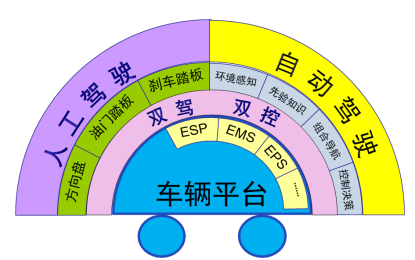 人工驾驶
自动驾驶
方向盘
油门踏板
刹车踏板
环境感知
先验知识
组合导航
控制决策
双驾 双控
ESP
EMS
EPS
......
车辆平台